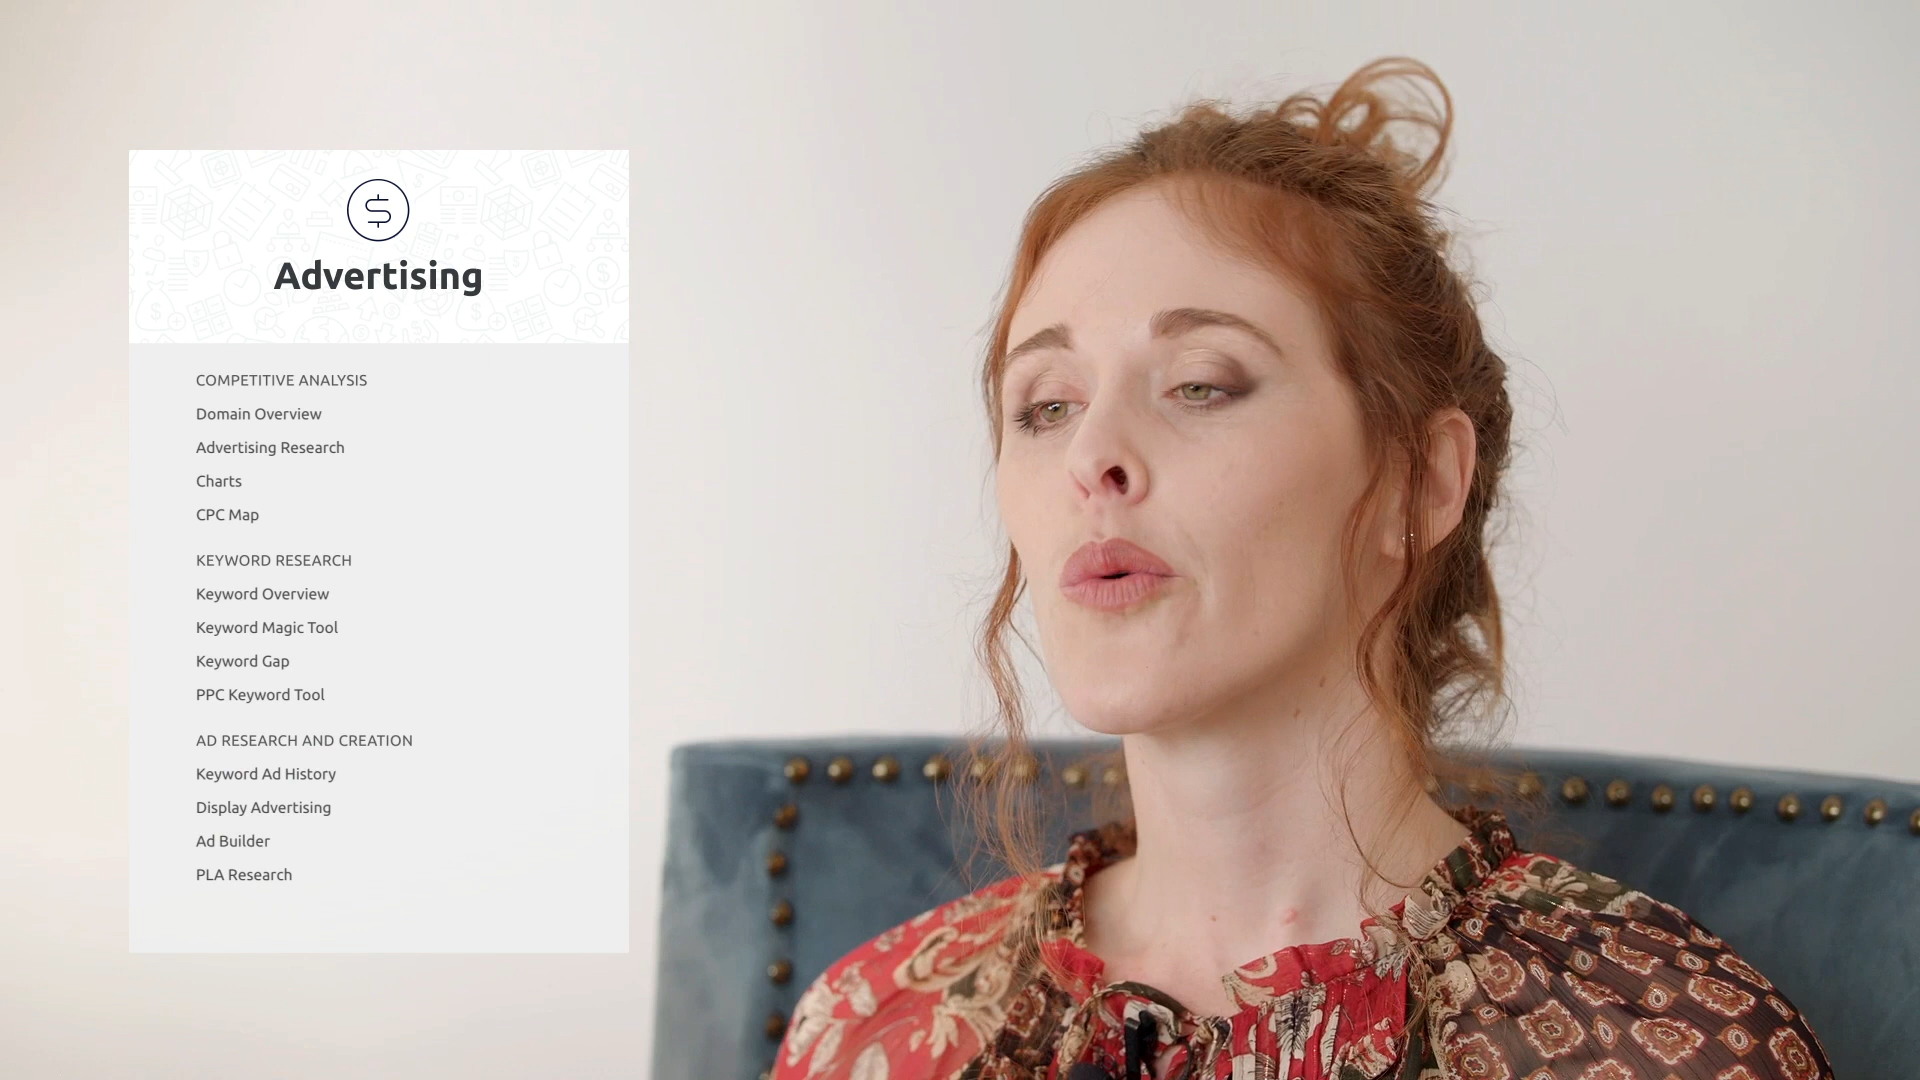 Advertising
COMPETITIVE ANALYSIS
Domain Overview
Advertising Research
Charts
CPC Map
KEYWORD RESEARCH
Keyword Overview
Keyword Magic Tool
Keyword Gap
PPC Keyword Tool
AD RESEARCH AND CREATION
Keyword Ad History
Display Advertising
Ad Builder
PLA Research